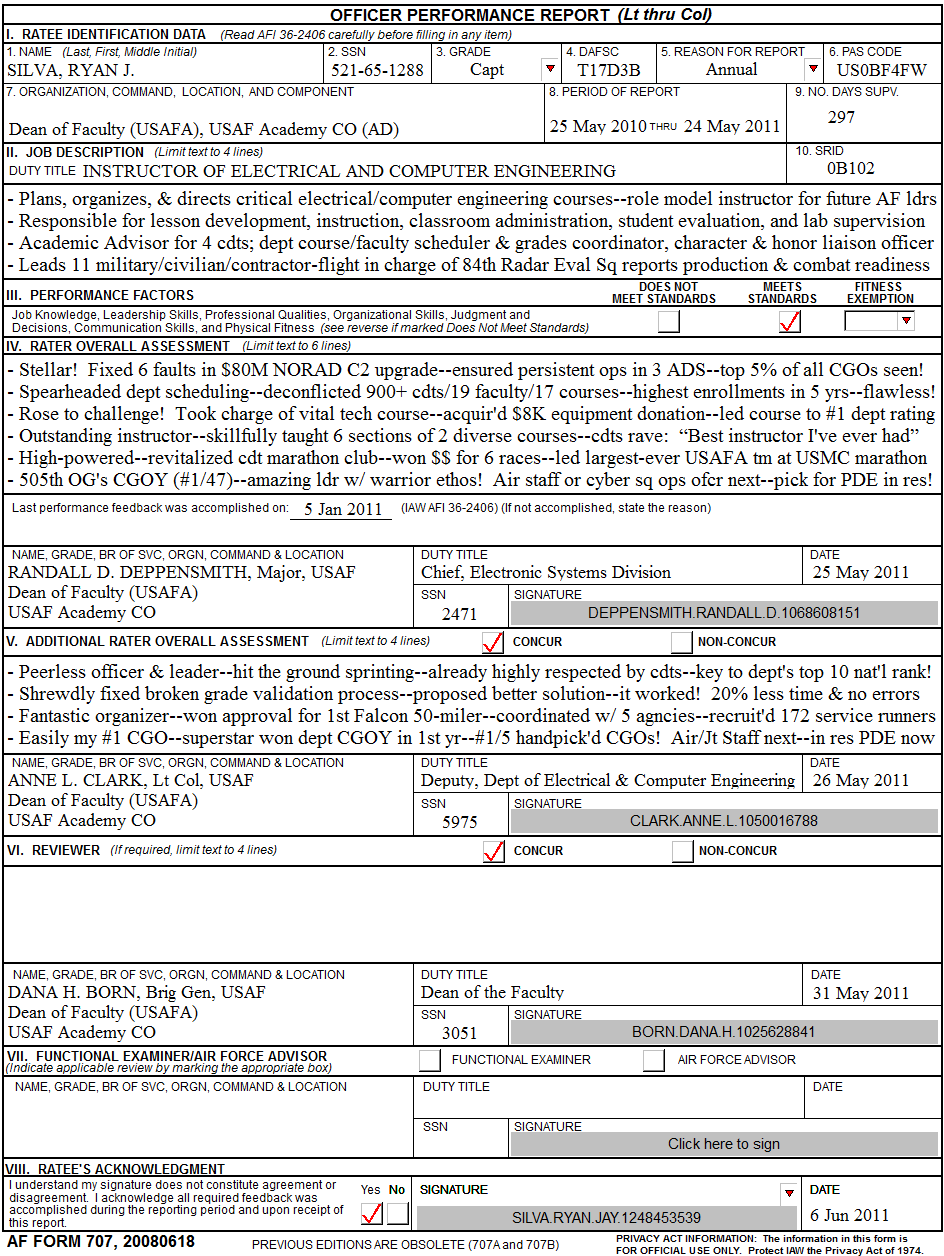 OFFICER PERFORMANCE REPORT (Lt thru Col)
I. RATEE IDENTIFICATION DATA (Read AFI 36-2406 carefully before filling in any item)
1. NAME (Last, First, Middle Initial) 2. SSN 3. GRADE 4. DAFSC 5. REASON FOR REPORT 6. PAS CODE
SILVA, RYAN J. 521-65-1288 Capt T17D3B Annual US0BF4FW
7. ORGANIZATION, COMMAND, LOCATION, AND COMPONENT 8. PERIOD OF REPORT 9. NO. DAYS SUPV.
Dean of Faculty (USAFA), USAF Academy CO (AD) 25 May 2010 THRU 24 May 2011 297
II. JOB DESCRIPTION (Limit text to 4 lines) 10. SRID
DUTY TITLE INSTRUCTOR OF ELECTRICAL AND COMPUTER ENGINEERING 0B102
- Plans, organizes, & directs critical electrical/computer engineering courses--role model instructor for future AF ldrs
- Responsible for lesson development, instruction, classroom administration, student evaluation, and lab supervision
- Academic Advisor for 4 cdts; dept course/faculty scheduler & grades coordinator, character & honor liaison officer
- Leads 11 military/civilian/contractor-flight in charge of 84th Radar Eval Sq reports production & combat readiness
III. PERFORMANCE FACTORS DOES NOT MEET STANDARDS MEETS STANDARDS FITNESS EXEMPTION
Job Knowledge, Leadership Skills, Professional Qualities, Organizational Skills, Judgment and
Decisions, Communication Skills, and Physical Fitness (see reverse if marked Does Not Meet Standards)
IV. RATER OVERALL ASSESSMENT (Limit text to 6 lines)
- Stellar! Fixed 6 faults in $80M NORAD C2 upgrade--ensured persistent ops in 3 ADS--top 5% of all CGOs seen!
- Spearheaded dept scheduling--deconflicted 900+ cdts/19 faculty/17 courses--highest enrollments in 5 yrs--flawless!
- Rose to challenge! Took charge of vital tech course--acquir'd $8K equipment donation--led course to #1 dept rating
- Outstanding instructor--skillfully taught 6 sections of 2 diverse courses--cdts rave: “Best instructor I've ever had”
- High-powered--revitalized cdt marathon club--won $$ for 6 races--led largest-ever USAFA tm at USMC marathon
- 505th OG's CGOY (#1/47)--amazing ldr w/ warrior ethos! Air staff or cyber sq ops ofcr next--pick for PDE in res!
Last performance feedback was accomplished on: 5 Jan 2011 (IAW AFI 36-2406) (If not accomplished, state the reason)
NAME, GRADE, BR OF SVC, ORGN, COMMAND & LOCATION DUTY TITLE DATE
RANDALL D. DEPPENSMITH, Major, USAF Chief, Electronic Systems Division 25 May 2011
Dean of Faculty (USAFA) SSN SIGNATURE
USAF Academy CO 2471 DEPPENSMITH.RANDALL.D.1068608151
V. ADDITIONAL RATER OVERALL ASSESSMENT (Limit text to 4 lines) CONCUR NON-CONCUR
- Peerless officer & leader--hit the ground sprinting--already highly respected by cdts--key to dept's top 10 nat'l rank!
- Shrewdly fixed broken grade validation process--proposed better solution--it worked! 20% less time & no errors
- Fantastic organizer--won approval for 1st Falcon 50-miler--coordinated w/ 5 agncies--recruit'd 172 service runners
- Easily my #1 CGO--superstar won dept CGOY in 1st yr--#1/5 handpick'd CGOs! Air/Jt Staff next--in res PDE now
NAME, GRADE, BR OF SVC, ORGN, COMMAND & LOCATION DUTY TITLE DATE
ANNE L. CLARK, Lt Col, USAF Deputy, Dept of Electrical & Computer Engineering 26 May 2011
Dean of Faculty (USAFA) SSN SIGNATURE
USAF Academy CO 5975 CLARK.ANNE.L.1050016788
VI. REVIEWER (If required, limit text to 4 lines) CONCUR NON-CONCUR
NAME, GRADE, BR OF SVC, ORGN, COMMAND & LOCATION DUTY TITLE DATE
DANA H. BORN, Brig Gen, USAF Dean of the Faculty 31 May 2011
Dean of Faculty (USAFA) SSN SIGNATURE
USAF Academy CO 3051 BORN.DANA.H.1025628841
VII. FUNCTIONAL EXAMINER/AIR FORCE ADVISOR FUNCTIONAL EXAMINER AIR FORCE ADVISOR
(Indicate applicable review by marking the appropriate box)
NAME, GRADE, BR OF SVC, ORGN, COMMAND & LOCATION DUTY TITLE DATE
SSN SIGNATURE
Click here to sign
VIII. RATEE'S ACKNOWLEDGMENT
I understand my signature does not constitute agreement or Yes No SIGNATURE DATE
disagreement. I acknowledge all required feedback was
accomplished during the reporting period and upon receipt of
this report. SILVA.RYAN.JAY.1248453539 6 Jun 2011
AF FORM 707, 20080618 PREVIOUS EDITIONS ARE OBSOLETE (707A and 707B) PRIVACY ACT INFORMATION: The information in this form is
FOR OFFICIAL USE ONLY. Protect IAW the Privacy Act of 1974.